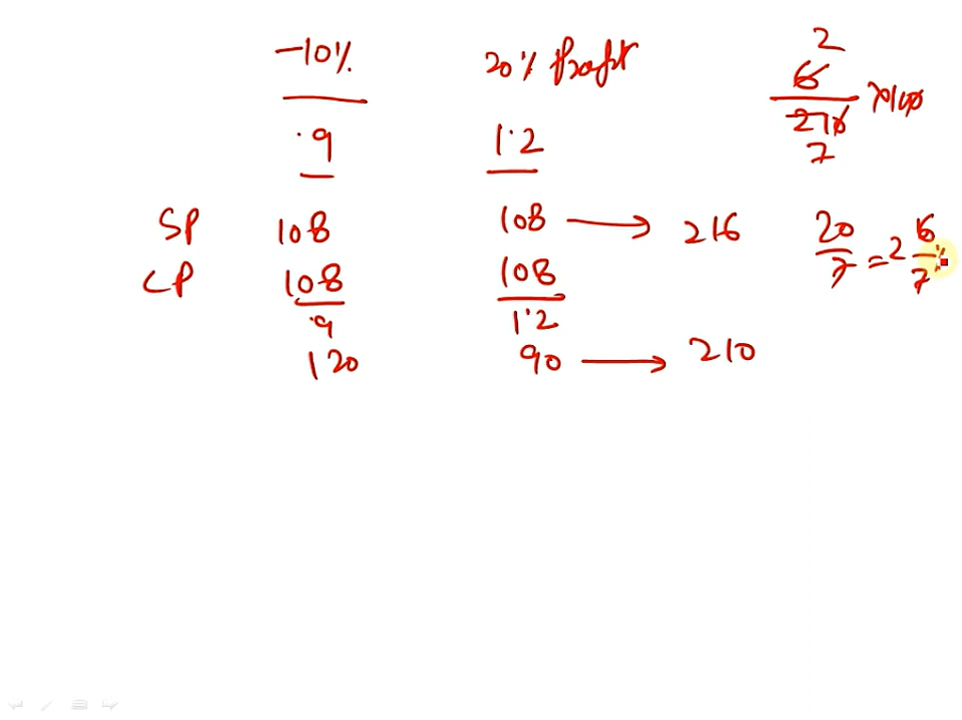 -10% 20% Profit
.9 1.2
SP 108 108 → 216
CP 108/.9 108/1.2
120 90 → 210
2
6/210 ×100
7
20/7 = 2 6/7 %